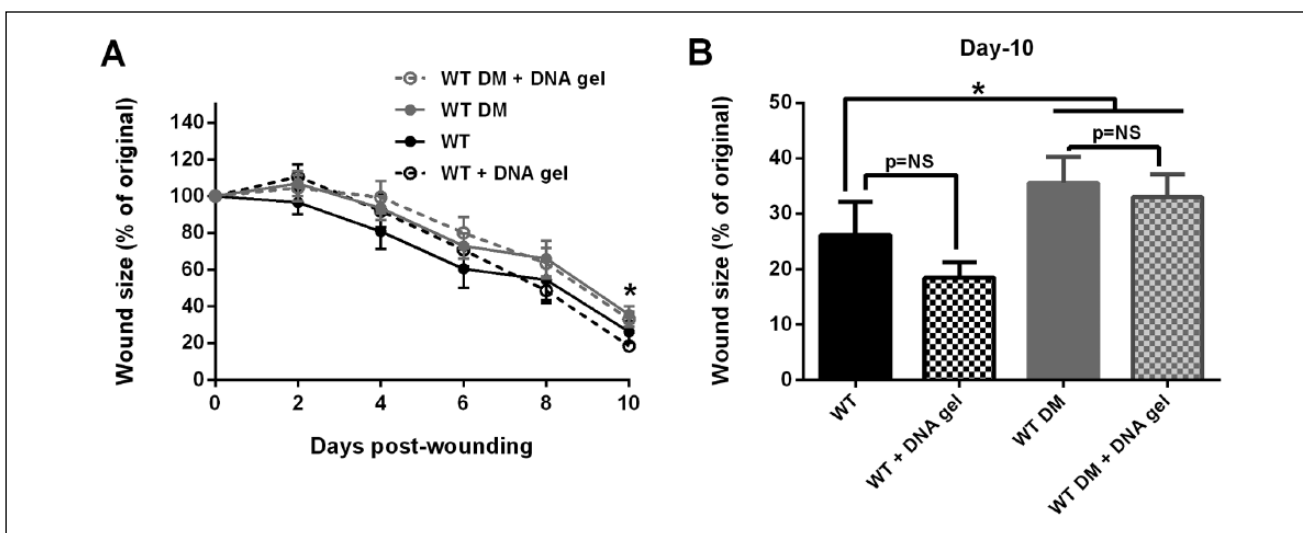 A
WT DM + DNA gel
WT DM
WT
WT + DNA gel
Wound size (% of original)
140
120
100
80
60
40
20
0
*
0 2 4 6 8 10
Days post-wounding
B
Day-10
Wound size (% of original)
50
40
30
20
10
0
*
p=NS
p=NS
WT
WT + DNA gel
WT DM
WT DM + DNA gel